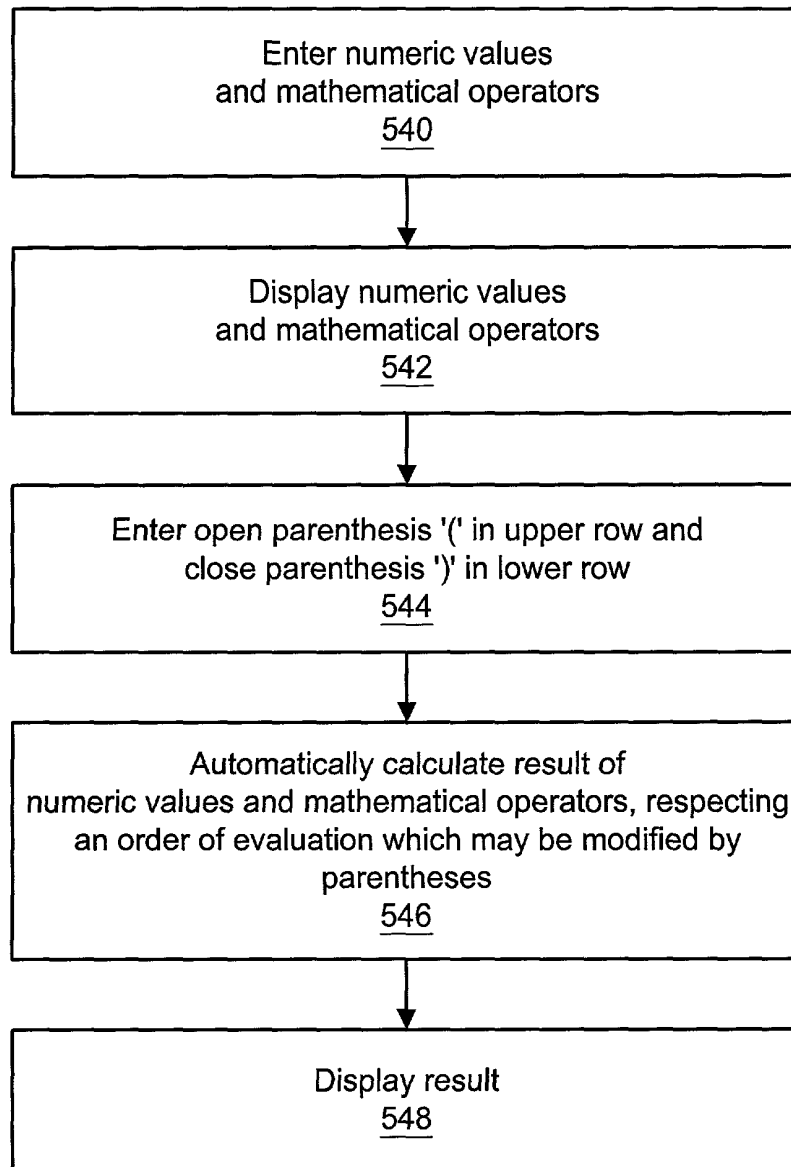 Enter numeric values
and mathematical operators
540
Display numeric values
and mathematical operators
542
Enter open parenthesis '(' in upper row and
close parenthesis ')' in lower row
544
Automatically calculate result of
numeric values and mathematical operators, respecting
an order of evaluation which may be modified by
parentheses
546
Display result
548